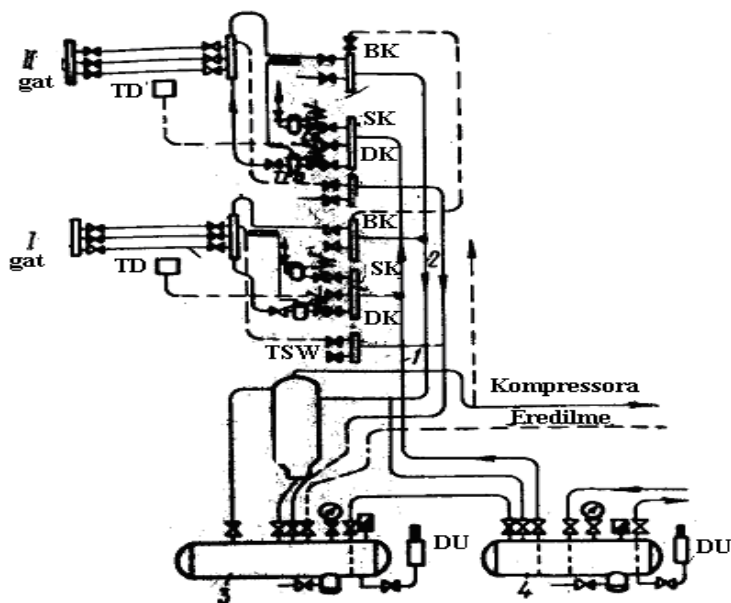 BK
II
gat
TD
SK
DK
BK
I
gat
TD
SK
2
DK
TSW
1
Kompressora
Eredilme
DU
DU
3
4